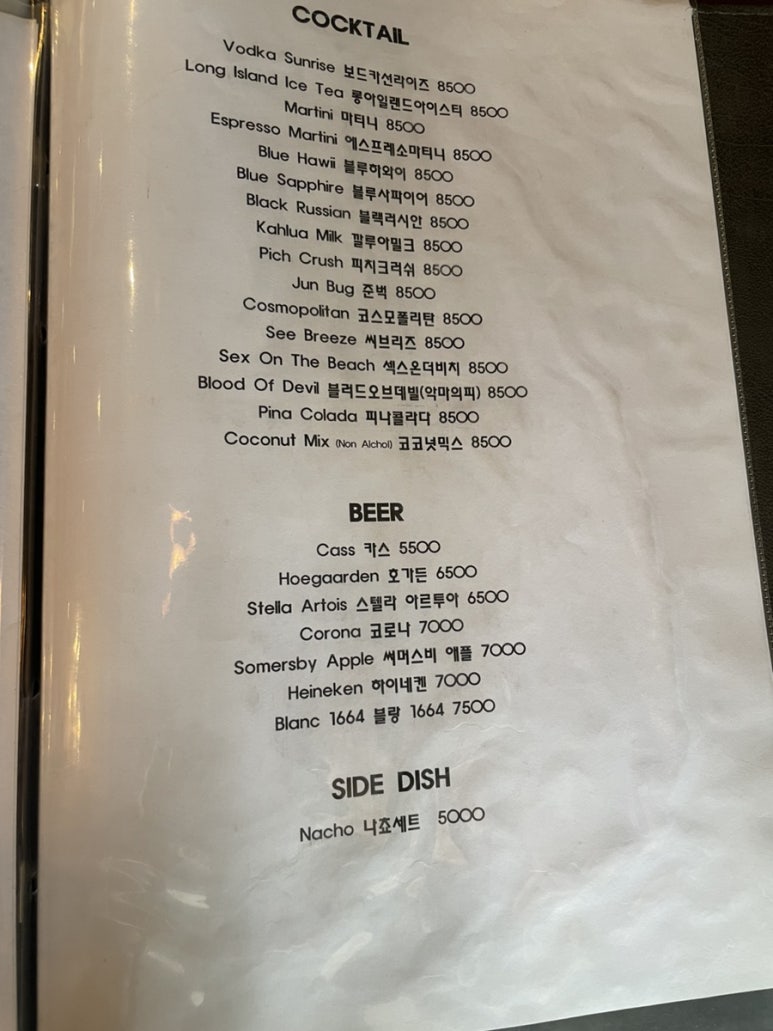 COCKTAIL
Vodka Sunrise 보드카선라이즈 8500
Long Island Ice Tea 롱아일랜드아이스티 8500
Martini 마티니 8500
Espresso Martini 에스프레소마티니 8500
Blue Hawii 블루하와이 8500
Blue Sapphire 블루사파이어 8500
Black Russian 블랙러시안 8500
Kahlua Milk 깔루아밀크 8500
Pich Crush 피치크러쉬 8500
Jun Bug 준벅 8500
Cosmopolitan 코스모폴리탄 8500
See Breeze 씨브리즈 8500
Sex On The Beach 섹스온더비치 8500
Blood Of Devil 블러드오브데빌(악마의피) 8500
Pina Colada 피나콜라다 8500
Coconut Mix (Non Alchol) 코코넛믹스 8500
BEER
Cass 카스 5500
Hoegaarden 호가든 6500
Stella Artois 스텔라 아르투아 6500
Corona 코로나 7000
Somersby Apple 써머스비 애플 7000
Heineken 하이네켄 7000
Blanc 1664 블랑 1664 7500
SIDE DISH
Nacho 나쵸세트 5000